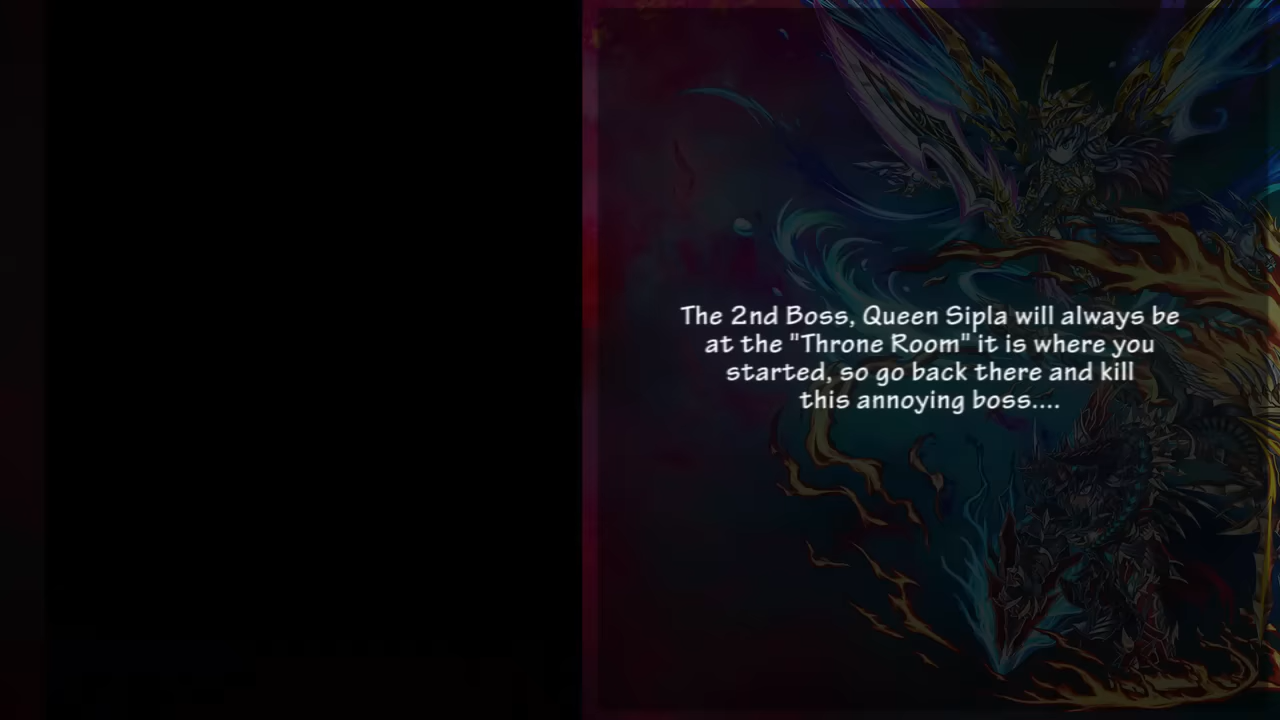 The 2nd Boss, Queen Sipla will always be
at the "Throne Room" it is where you
started, so go back there and kill
this annoying boss....